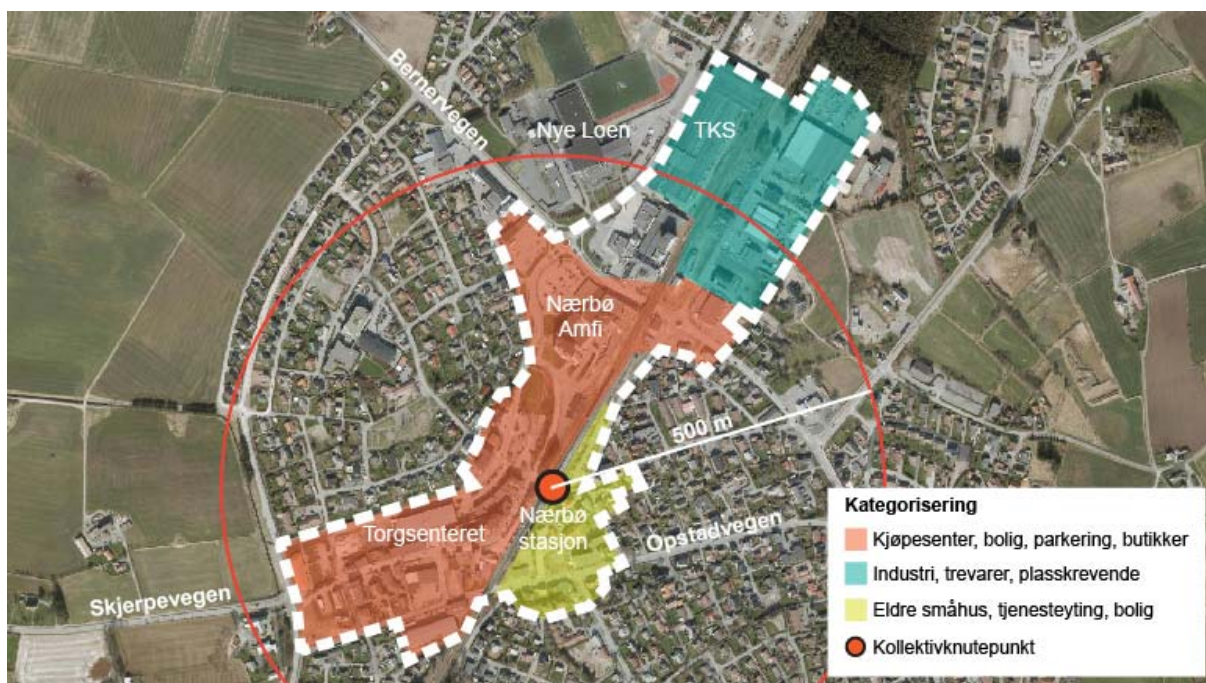 Bernervegen
Nye Loen
TKS
Nærbø
Amfi
500 m
Torgsenteret
Nærbø
stasjon
Opstadvegen
Skjerpevegen
Kategorisering
Kjøpesenter, bolig, parkering, butikker
Industri, trevarer, plasskrevende
Eldre småhus, tjenesteyting, bolig
Kollektivknutepunkt